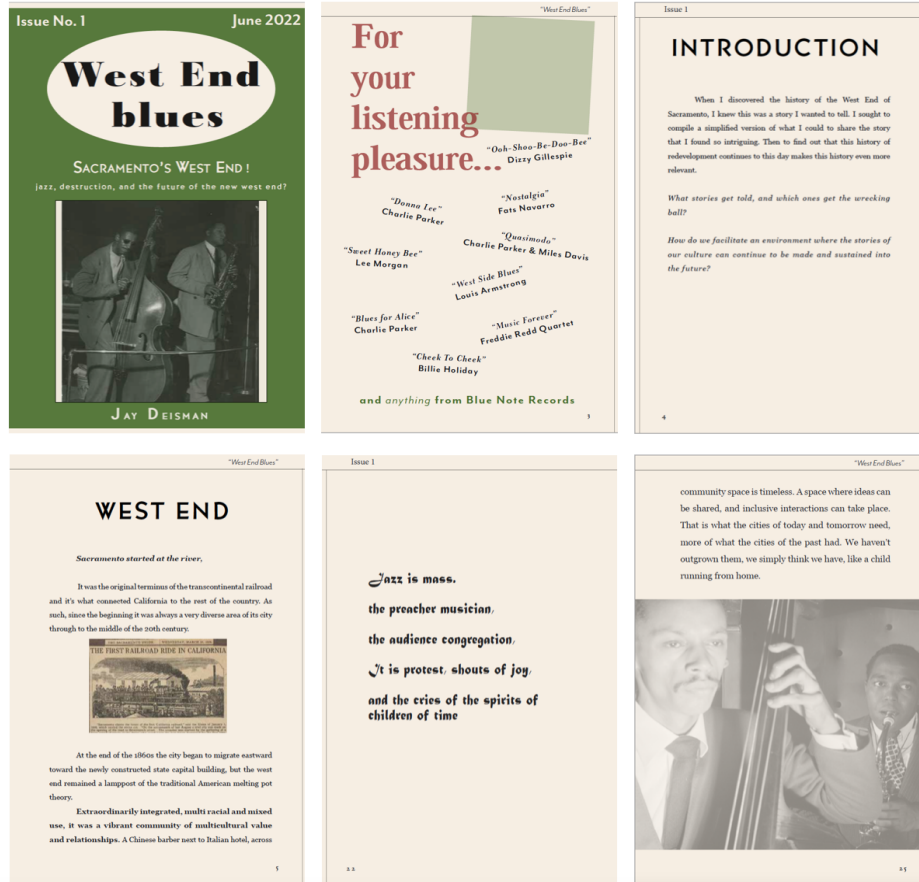 Issue No. 1
June 2022
West End
blues
Sacramento's West End!
jazz, destruction, and the future of the new west end?
Jay Deisman
"West End Blues"
For
your
listening
pleasure...
"Ooh-Shoo-Be-Doo-Bee"
Dizzy Gillespie
"Donna Lee"
Charlie Parker
"Nostalgia"
Fats Navarro
"Sweet Honey Bee"
Lee Morgan
"Quasimodo"
Charlie Parker & Miles Davis
"West Side Blues"
Louis Armstrong
"Blues for Alice"
Charlie Parker
"Music Forever"
Freddie Redd Quartet
"Cheek To Cheek"
Billie Holiday
and anything from Blue Note Records
3
Issue 1
INTRODUCTION
When I discovered the history of the West End of
Sacramento, I knew this was a story I wanted to tell. I sought to
compile a simplified version of what I could to share the story
that I found so intriguing. Then to find out that this history of
redevelopment continues to this day makes this history even more
relevant.
What stories get told, and which ones get the wrecking
ball?
How do we facilitate an environment where the stories of
our culture can continue to be made and sustained into
the future?
4
"West End Blues"
WEST END
Sacramento started at the river,
It was the original terminus of the transcontinental railroad
and it's what connected California to the rest of the country. As
such, since the beginning it was always a very diverse area of its city
through to the middle of the 20th century.
THE FIRST RAILROAD RIDE IN CALIFORNIA
At the end of the 1860s the city began to migrate eastward
toward the newly constructed state capital building, but the west
end remained a lamppost of the traditional American melting pot
theory.
Extraordinarily integrated, multi racial and mixed
use, it was a vibrant community of multicultural value
and relationships. A Chinese barber next to Italian hotel, across
5
Issue 1
Jazz is mass.
the preacher musician,
the audience congregation,
It is protest, shouts of joy,
and the cries of the spirits of
children of time
22
"West End Blues"
community space is timeless. A space where ideas can
be shared, and inclusive interactions can take place.
That is what the cities of today and tomorrow need,
more of what the cities of the past had. We haven't
outgrown them, we simply think we have, like a child
running from home.
25